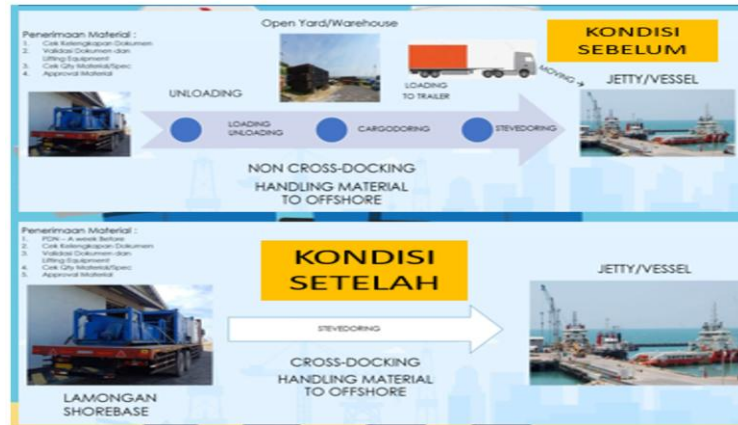 Open Yard/Warehouse
KONDISI
SEBELUM
Penerimaan Material :
1. Cek Kelengkapan Dokumen
2. Validasi Dokumen dan
Lifting Equipment
3. Cek Qty Material/Spec
4. Approval Material
UNLOADING
LOADING
TO TRAILER
MOVING
JETTY/VESSEL
LOADING
UNLOADING
CARGODORING
STEVEDORING
NON CROSS-DOCKING
HANDLING MATERIAL
TO OFFSHORE
Penerimaan Material :
1. PDN – A week Before
2. Cek Kelengkapan Dokumen
3. Validasi Dokumen dan
Lifting Equipment
4. Cek Qty Material/Spec
5. Approval Material
KONDISI
SETELAH
JETTY/VESSEL
STEVEDORING
CROSS-DOCKING
HANDLING MATERIAL
TO OFFSHORE
LAMONGAN
SHOREBASE